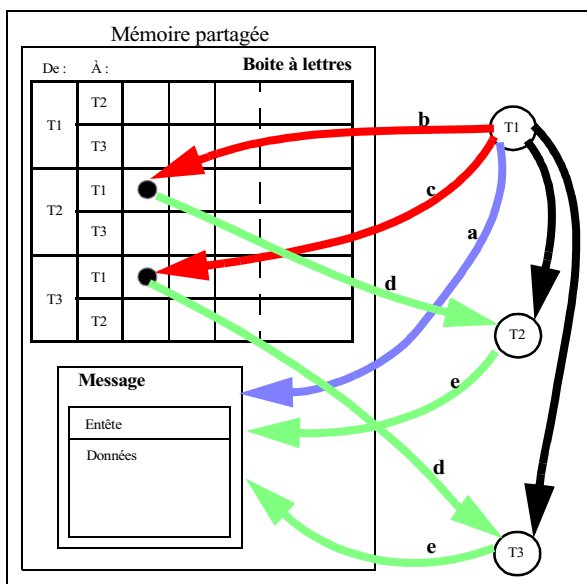 Mémoire partagée
De :
À :
Boite à lettres
T1
T2
T3
T2
T1
T3
T3
T1
T2
b
c
a
d
e
d
e
T1
T2
T3
Message
Entête
Données